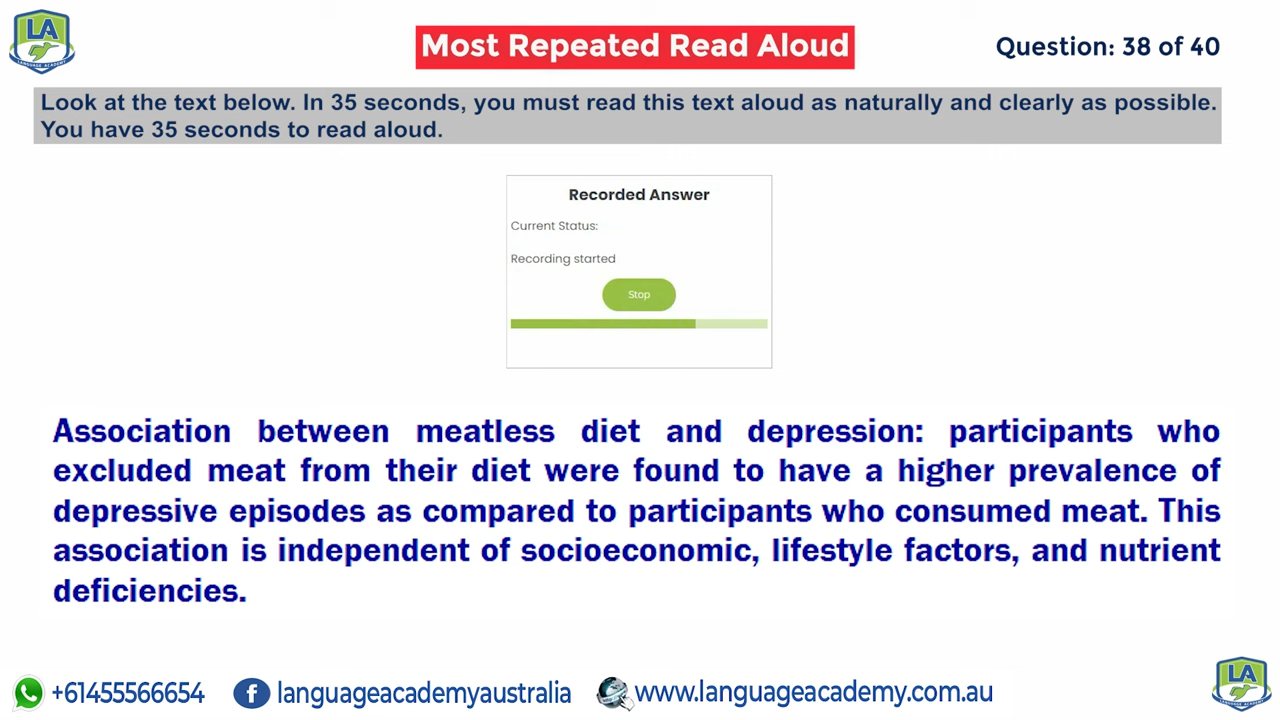 LA
LANGUAGE ACADEMY
Most Repeated Read Aloud
Question: 38 of 40
Look at the text below. In 35 seconds, you must read this text aloud as naturally and clearly as possible.
You have 35 seconds to read aloud.
Recorded Answer
Current Status:
Recording started
Stop
Association between meatless diet and depression: participants who
excluded meat from their diet were found to have a higher prevalence of
depressive episodes as compared to participants who consumed meat. This
association is independent of socioeconomic, lifestyle factors, and nutrient
deficiencies.
+61455566654
languageacademyaustralia
www.languageacademy.com.au
LA
LANGUAGE ACADEMY